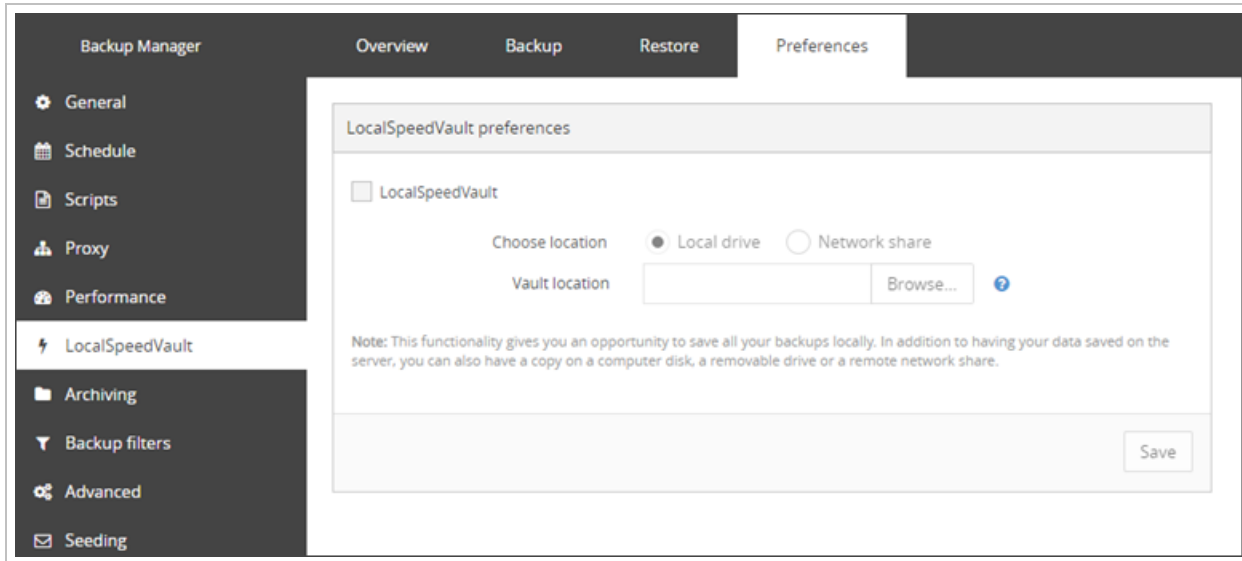 Backup Manager
Overview
Backup
Restore
Preferences
General
Schedule
Scripts
Proxy
Performance
LocalSpeedVault
Archiving
Backup filters
Advanced
Seeding
LocalSpeedVault preferences
LocalSpeedVault
Choose location
Local drive
Network share
Vault location
Browse...
Note: This functionality gives you an opportunity to save all your backups locally. In addition to having your data saved on the
server, you can also have a copy on a computer disk, a removable drive or a remote network share.
Save